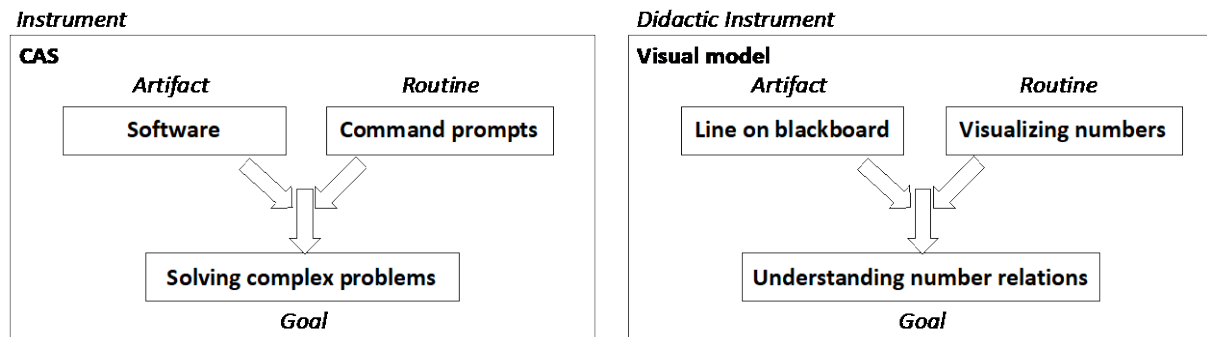 Instrument
CAS
Artifact
Routine
Software
Command prompts
Solving complex problems
Goal
Didactic Instrument
Visual model
Artifact
Routine
Line on blackboard
Visualizing numbers
Understanding number relations
Goal